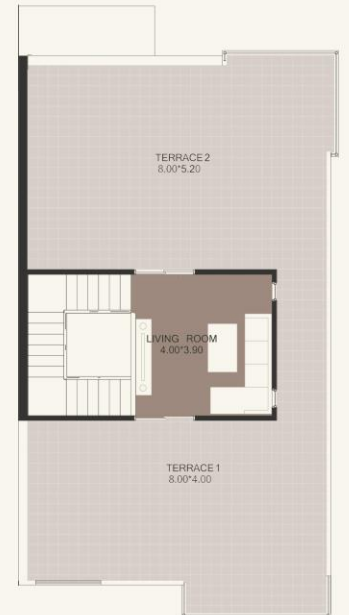 TERRACE 2
8.00*5.20
LIVING ROOM
4.00*3.90
TERRACE 1
8.00*4.00